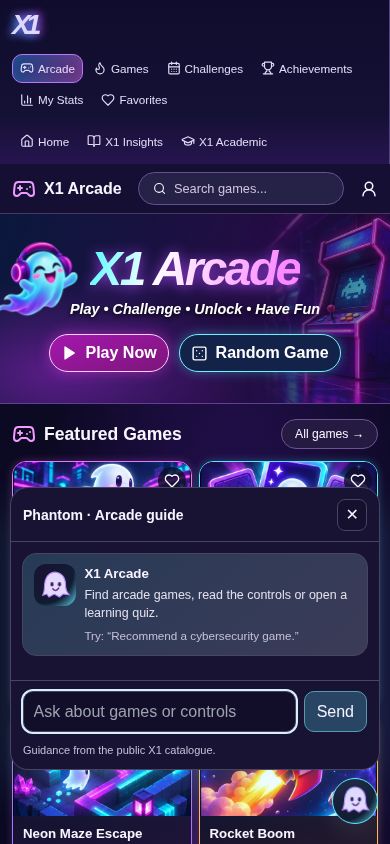 X1
Arcade
Games
Challenges
Achievements
My Stats
Favorites
Home
X1 Insights
X1 Academic
X1 Arcade
Search games...
X1 Arcade
Play • Challenge • Unlock • Have Fun
Play Now
Random Game
Featured Games
All games →
Phantom · Arcade guide
✕
X1 Arcade
Find arcade games, read the controls or open a
learning quiz.
Try: “Recommend a cybersecurity game.”
Ask about games or controls
Send
Guidance from the public X1 catalogue.
Neon Maze Escape
Rocket Boom